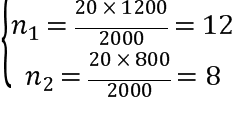 n₁ = 20 × 1200 / 2000 = 12
n₂ = 20 × 800 / 2000 = 8